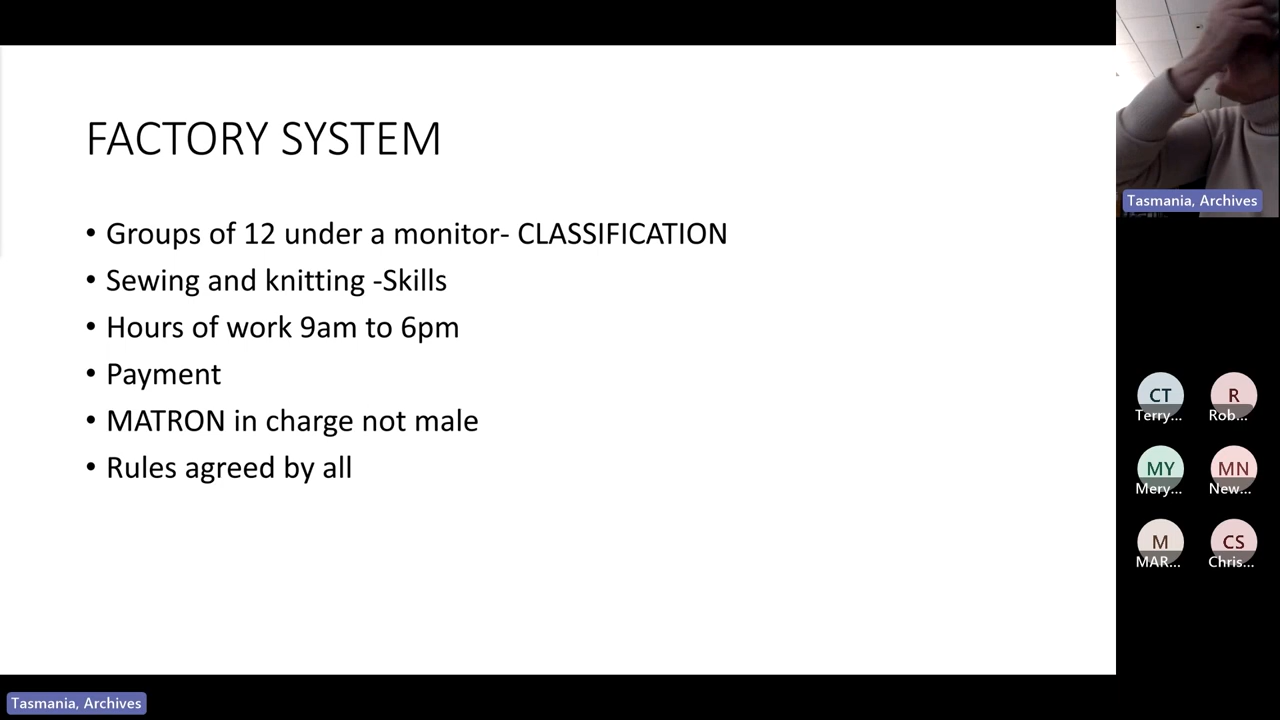 FACTORY SYSTEM
• Groups of 12 under a monitor- CLASSIFICATION
• Sewing and knitting -Skills
• Hours of work 9am to 6pm
• Payment
• MATRON in charge not male
• Rules agreed by all
Tasmania, Archives
CT
Terry...
R
Rob...
MY
Mery...
MN
New...
M
MAR...
CS
Chris...
Tasmania, Archives